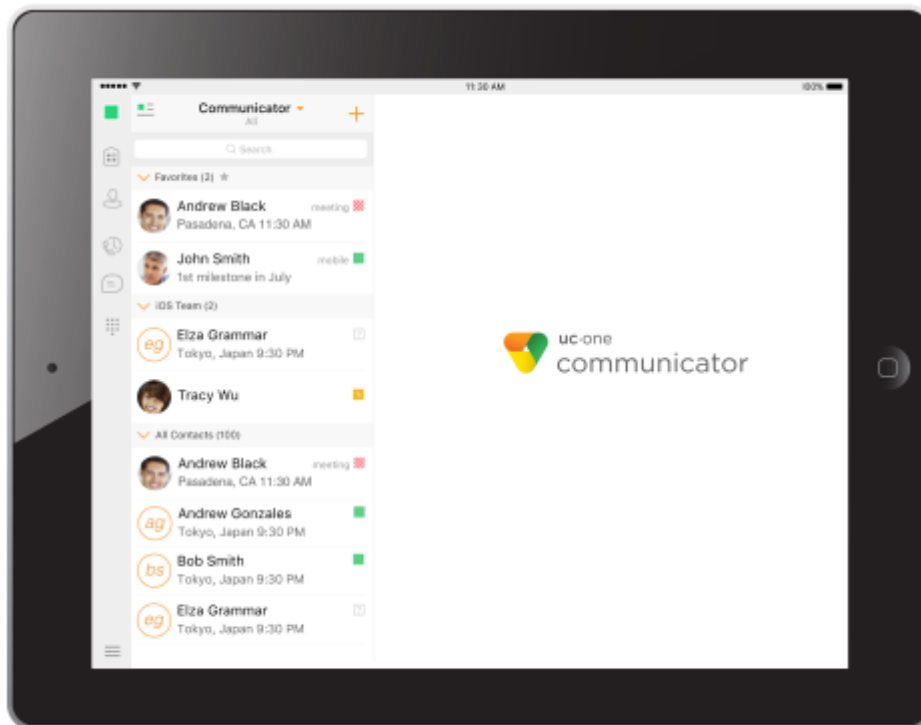 11:30 AM
100%
Communicator
All
Search
Favorites (2)
Andrew Black
meeting
Pasadena, CA 11:30 AM
John Smith
mobile
1st milestone in July
iOS Team (2)
eg
Elza Grammar
?
Tokyo, Japan 9:30 PM
Tracy Wu
All Contacts (100)
Andrew Black
meeting
Pasadena, CA 11:30 AM
ag
Andrew Gonzales
Tokyo, Japan 9:30 PM
bs
Bob Smith
Tokyo, Japan 9:30 PM
eg
Elza Grammar
?
Tokyo, Japan 9:30 PM
uc-one
communicator